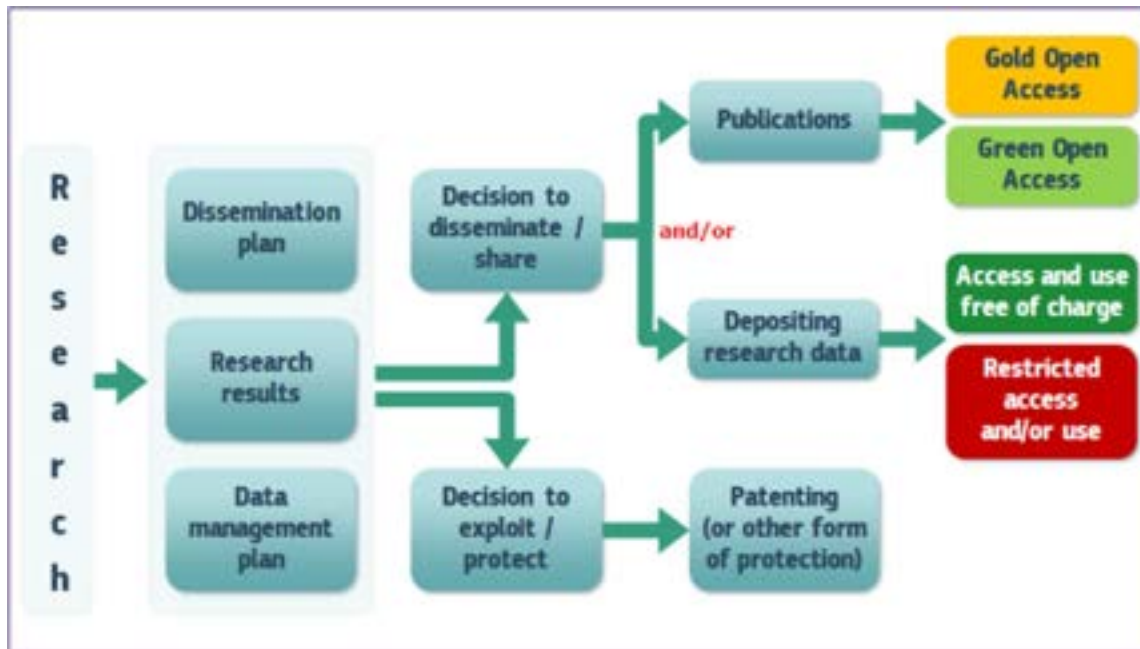 Research
Dissemination
plan
Research
results
Data
management
plan
Decision to
disseminate /
share
Decision to
exploit /
protect
and/or
Publications
Depositing
research data
Patenting
(or other form
of protection)
Gold Open
Access
Green Open
Access
Access and use
free of charge
Restricted
access
and/or use